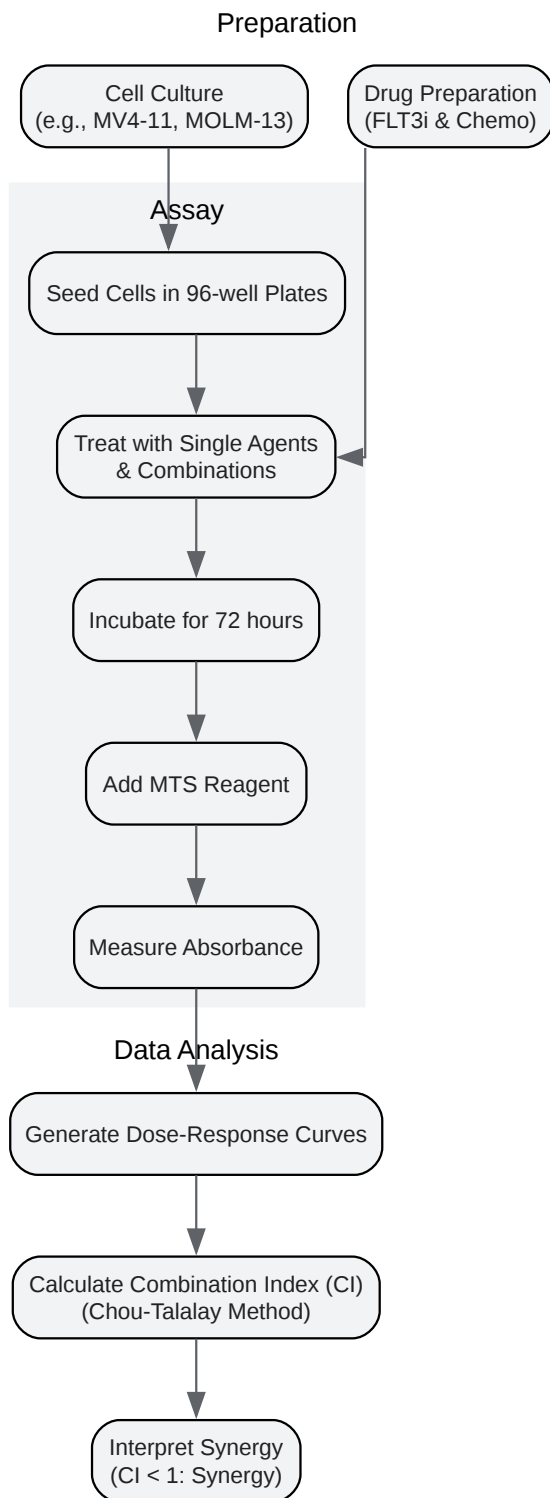 Preparation
Cell Culture
(e.g., MV4-11, MOLM-13)
Drug Preparation
(FLT3i & Chemo)
Assay
Seed Cells in 96-well Plates
Treat with Single Agents
& Combinations
Incubate for 72 hours
Add MTS Reagent
Measure Absorbance
Data Analysis
Generate Dose-Response Curves
Calculate Combination Index (CI)
(Chou-Talalay Method)
Interpret Synergy
(CI < 1: Synergy)